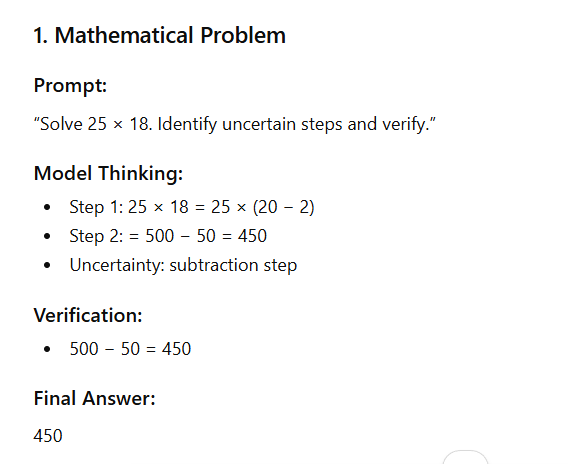 1. Mathematical Problem
Prompt:
“Solve 25 × 18. Identify uncertain steps and verify.”
Model Thinking:
• Step 1: 25 × 18 = 25 × (20 − 2)
• Step 2: = 500 − 50 = 450
• Uncertainty: subtraction step
Verification:
• 500 − 50 = 450
Final Answer:
450